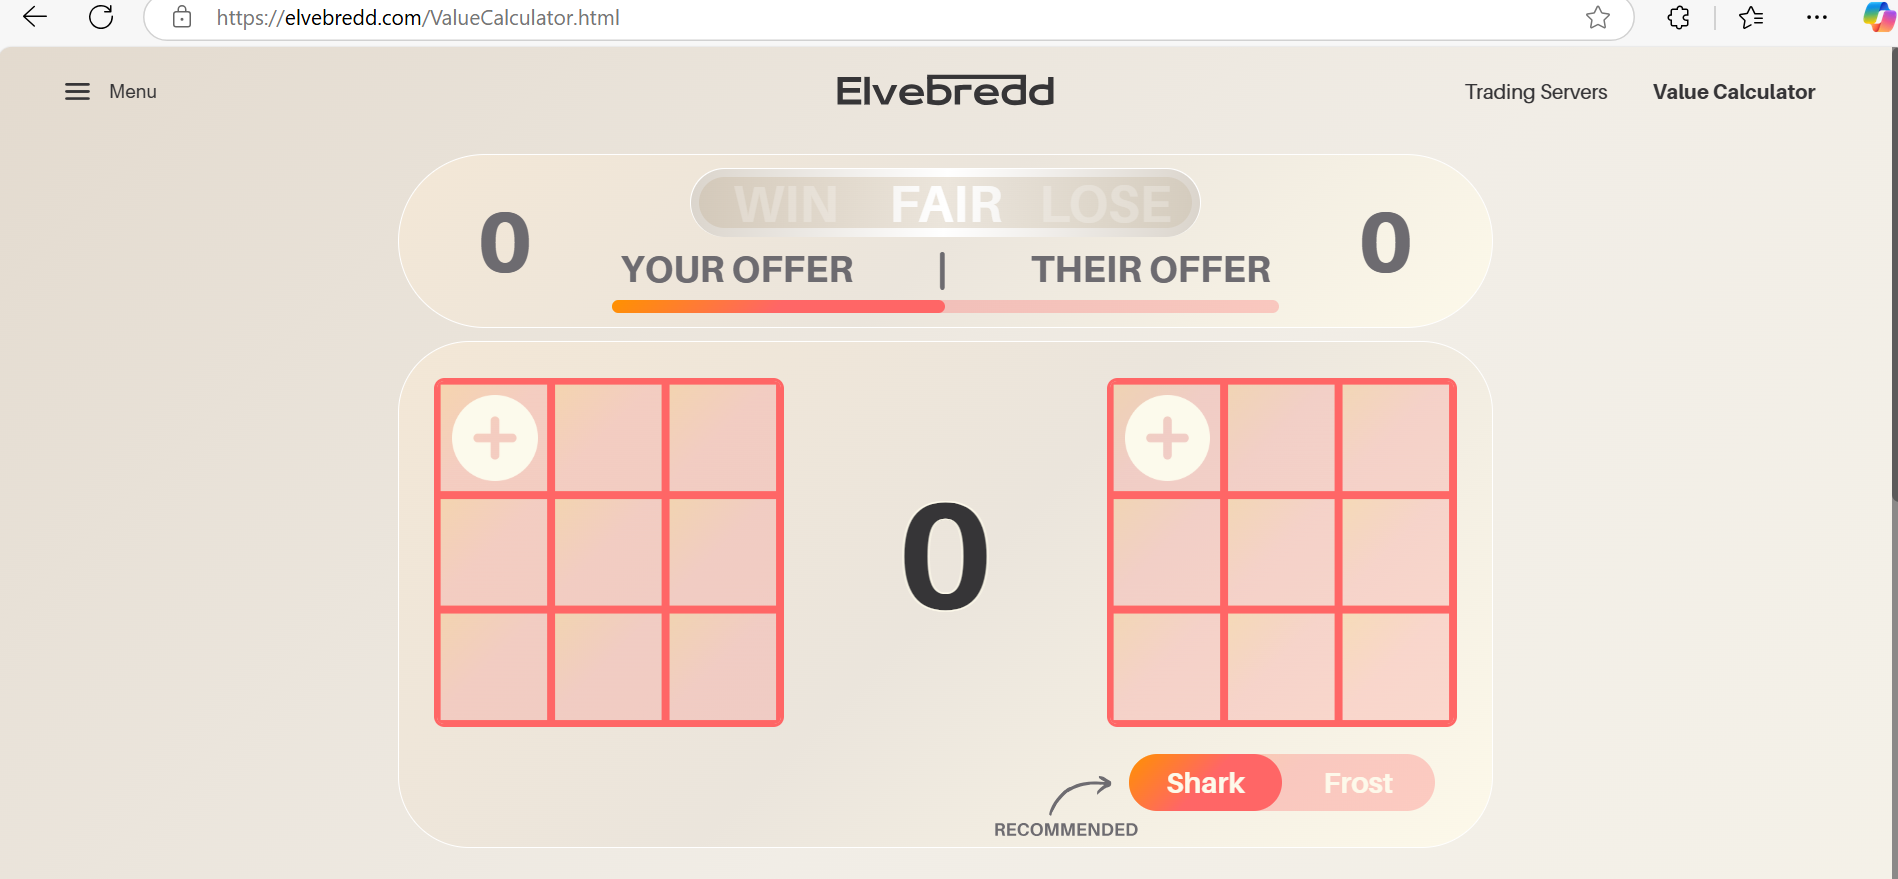 https://elvebredd.com/ValueCalculator.html
Menu
Elvebredd
Trading Servers
Value Calculator
WIN FAIR LOSE
0
YOUR OFFER | THEIR OFFER
0
0
Shark Frost
RECOMMENDED